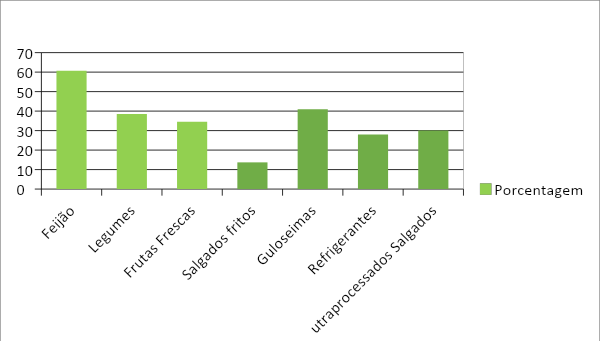 70
60
50
40
30
20
10
0
Feijão
Legumes
Frutas Frescas
Salgados fritos
Guloseimas
Refrigerantes
utraprocessados Salgados
Porcentagem